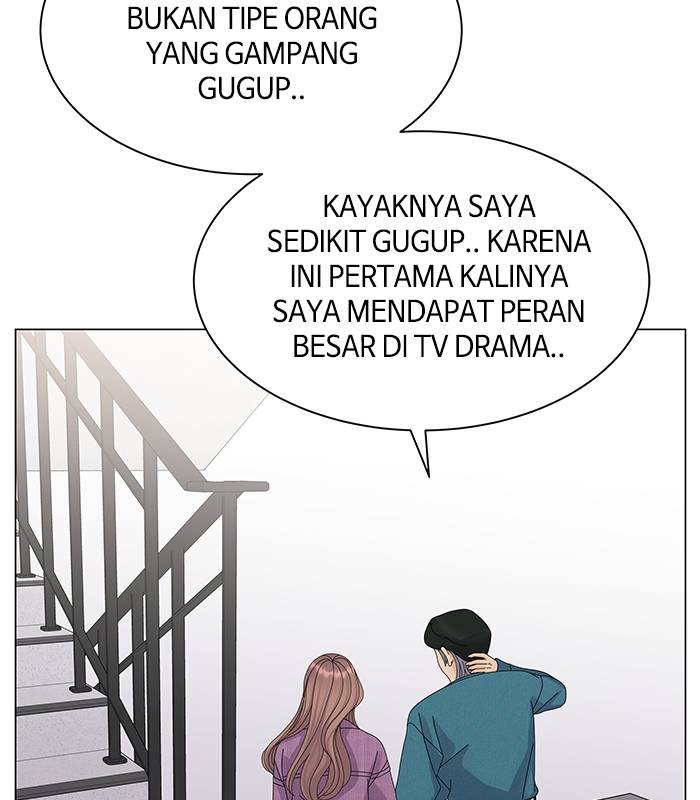 BUKAN TIPE ORANG
YANG GAMPANG
GUGUP..
KAYAKNYA SAYA
SEDIKIT GUGUP.. KARENA
INI PERTAMA KALINYA
SAYA MENDAPAT PERAN
BESAR DI TV DRAMA..